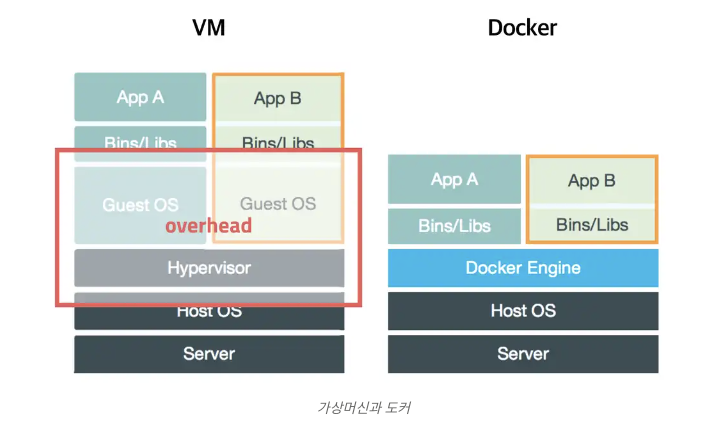 VM
Docker
App A
App B
Bins/Libs
Bins/Libs
Guest OS
Guest OS
overhead
Hypervisor
Host OS
Server
App A
App B
Bins/Libs
Bins/Libs
Docker Engine
Host OS
Server
가상머신과 도커